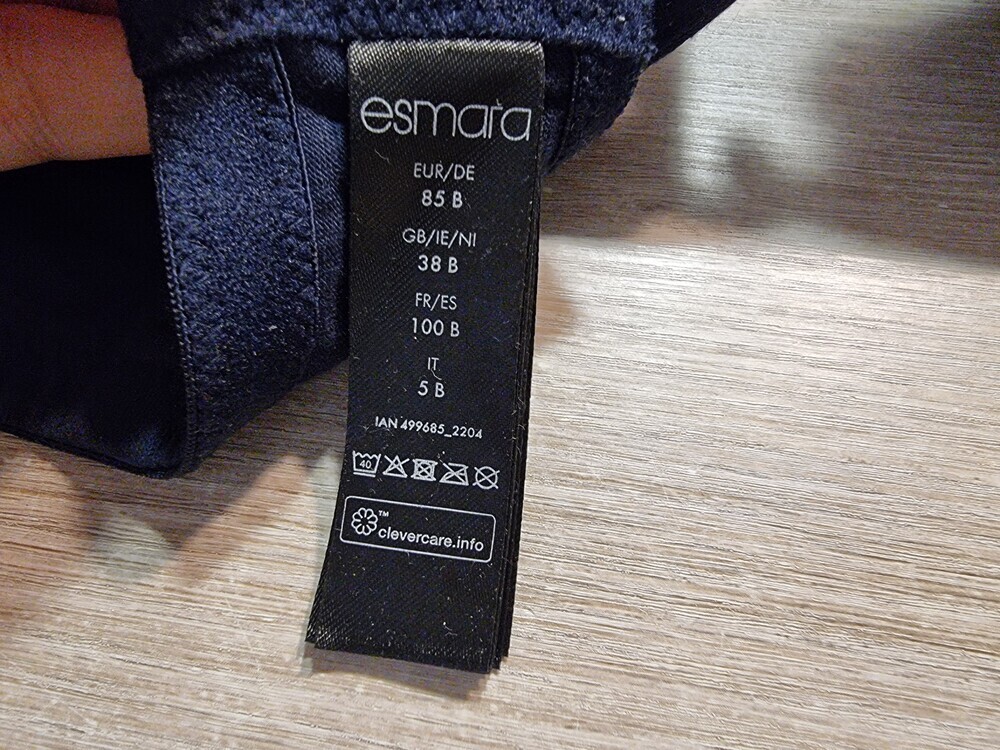 esmara
EUR/DE
85 B
GB/IE/NI
38 B
FR/ES
100 B
IT
5 B
IAN 499685_2204
40
™
clevercare.info